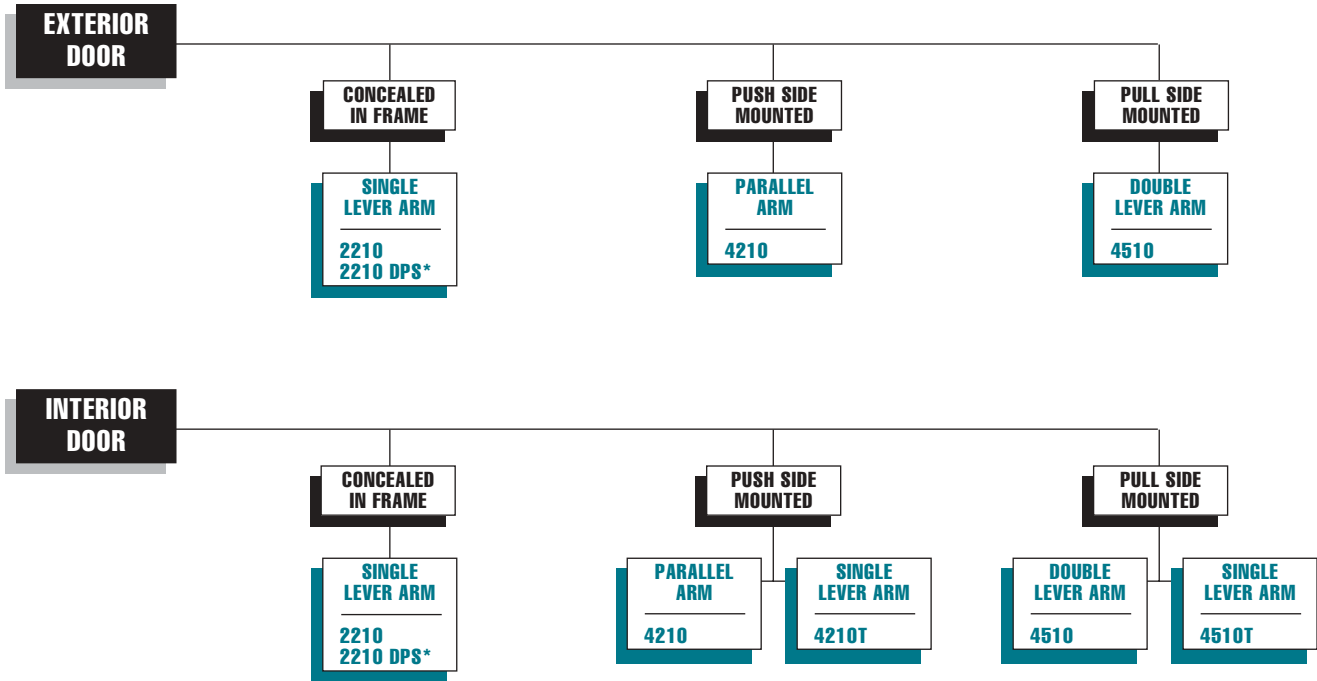 EXTERIOR
DOOR
CONCEALED
IN FRAME
PUSH SIDE
MOUNTED
PULL SIDE
MOUNTED
SINGLE
LEVER ARM
2210
2210 DPS*
PARALLEL
ARM
4210
DOUBLE
LEVER ARM
4510
INTERIOR
DOOR
CONCEALED
IN FRAME
PUSH SIDE
MOUNTED
PULL SIDE
MOUNTED
SINGLE
LEVER ARM
2210
2210 DPS*
PARALLEL
ARM
4210
SINGLE
LEVER ARM
4210T
DOUBLE
LEVER ARM
4510
SINGLE
LEVER ARM
4510T